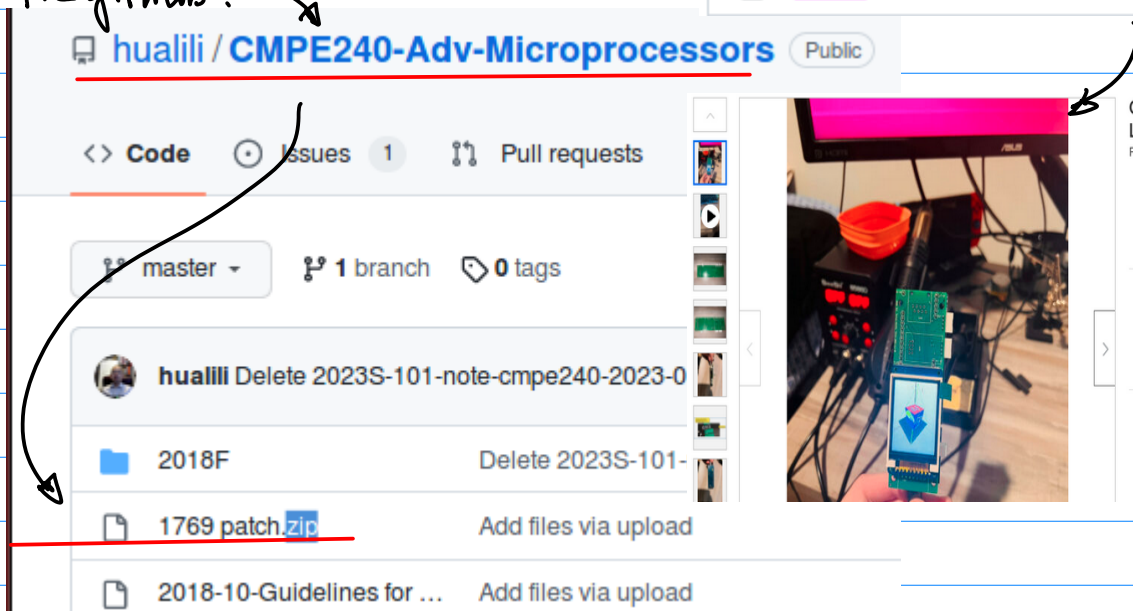 hualili / CMPE240-Adv-Microprocessors Public
Code Issues 1 Pull requests
master 1 branch 0 tags
hualili Delete 2023S-101-note-cmpe240-2023-0
2018F Delete 2023S-101-
1769 patch.zip Add files via upload
2018-10-Guidelines for … Add files via upload
HDMI
ASUS